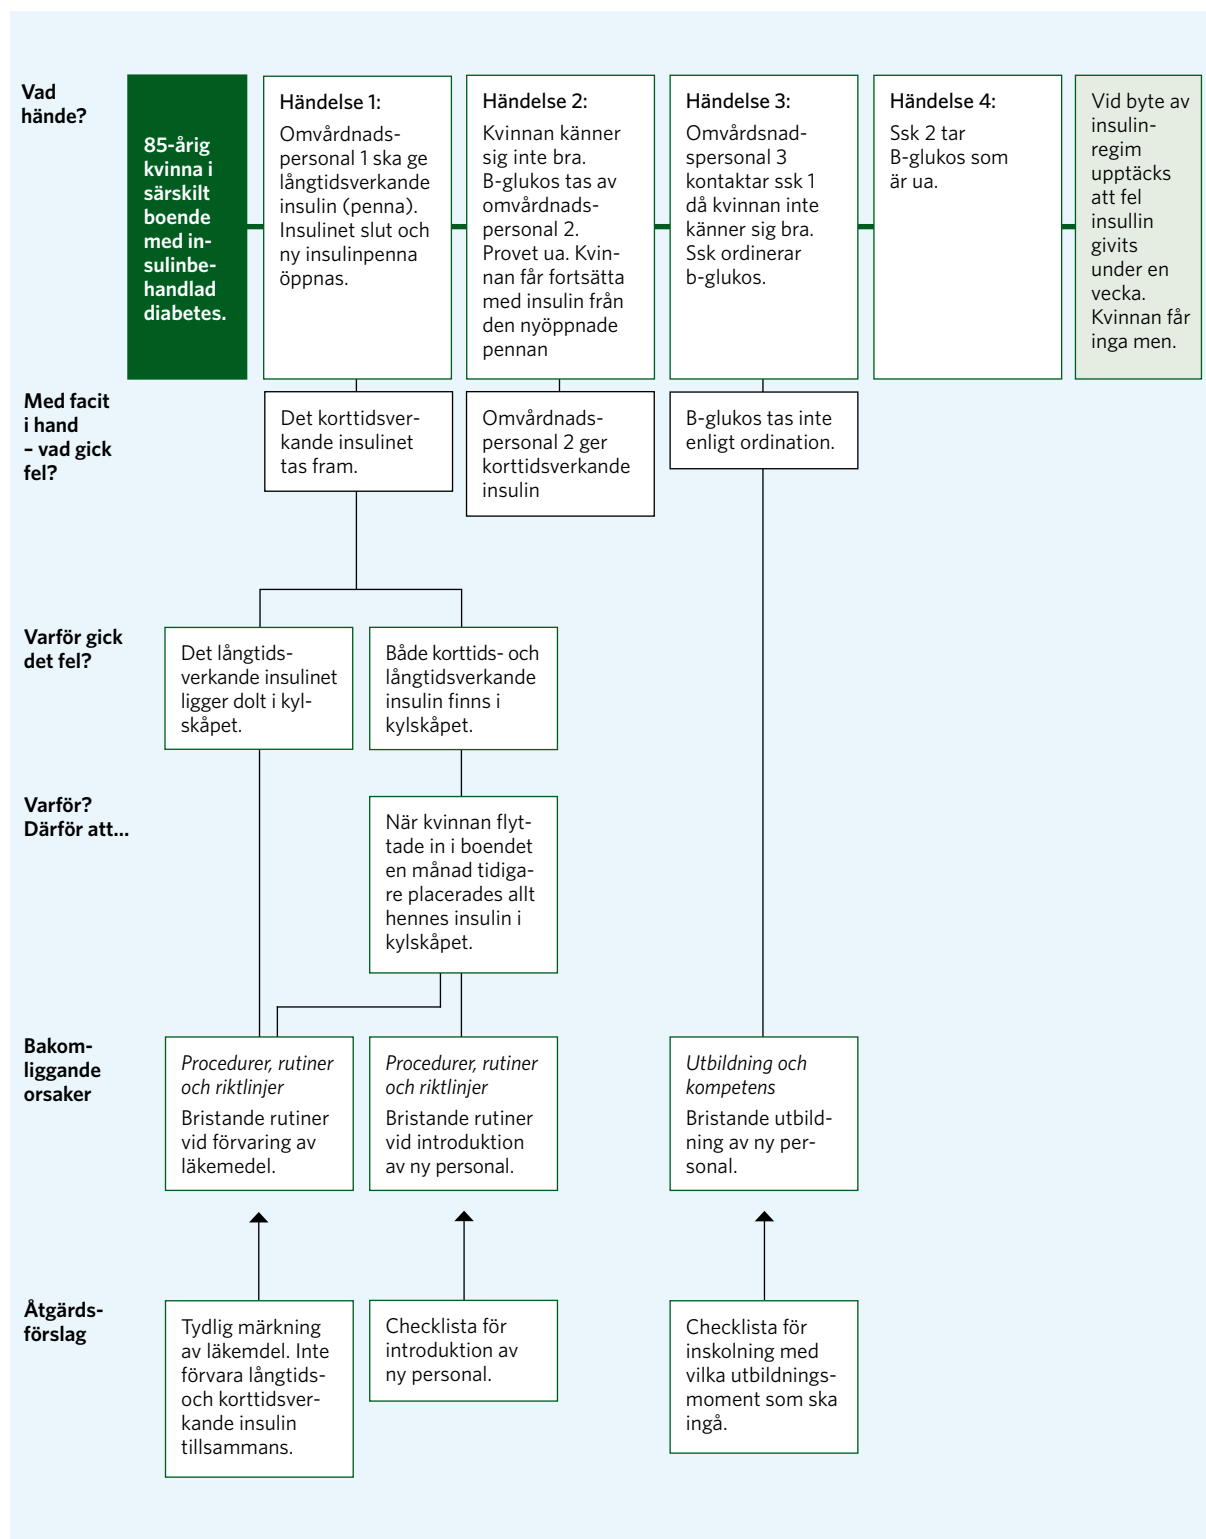 Vad
hände?
85-årig
kvinna i
särskilt
boende
med in-
sulinbe-
handlad
diabetes.
Händelse 1:
Omvårdnads-
personal 1 ska ge
långtidsverkande
insulin (penna).
Insulinet slut och
ny insulinpenna
öppnas.
Händelse 2:
Kvinnan känner
sig inte bra.
B-glukos tas av
omvårdnads-
personal 2.
Provet ua. Kvin-
nan får fortsätta
med insulin från
den nyöppnade
pennan
Händelse 3:
Omvårdsnad-
spersonal 3
kontaktar ssk 1
då kvinnan inte
känner sig bra.
Ssk ordinerar
b-glukos.
Händelse 4:
Ssk 2 tar
B-glukos som
är ua.
Vid byte av
insulin-
regim
upptäcks
att fel
insullin
givits
under en
vecka.
Kvinnan får
inga men.
Med facit
i hand
– vad gick
fel?
Det korttidsver-
kande insulinet
tas fram.
Omvårdnads-
personal 2 ger
korttidsverkande
insulin
B-glukos tas inte
enligt ordination.
Varför gick
det fel?
Det långtids-
verkande insulinet
ligger dolt i kyl-
skåpet.
Både korttids- och
långtidsverkande
insulin finns i
kylskåpet.
Varför?
Därför att...
När kvinnan flyt-
tade in i boendet
en månad tidiga-
re placerades allt
hennes insulin i
kylskåpet.
Bakom-
liggande
orsaker
Procedurer, rutiner
och riktlinjer
Bristande rutiner
vid förvaring av
läkemedel.
Procedurer, rutiner
och riktlinjer
Bristande rutiner
vid introduktion
av ny personal.
Utbildning och
kompetens
Bristande utbild-
ning av ny per-
sonal.
Åtgärds-
förslag
Tydlig märkning
av läkemdel. Inte
förvara långtids-
och korttidsver-
kande insulin
tillsammans.
Checklista för
introduktion av
ny personal.
Checklista för
inskolning med
vilka utbildnings-
moment som ska
ingå.